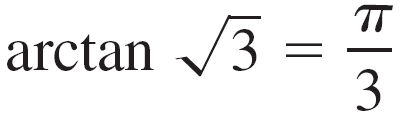 arctan √3 = π/3